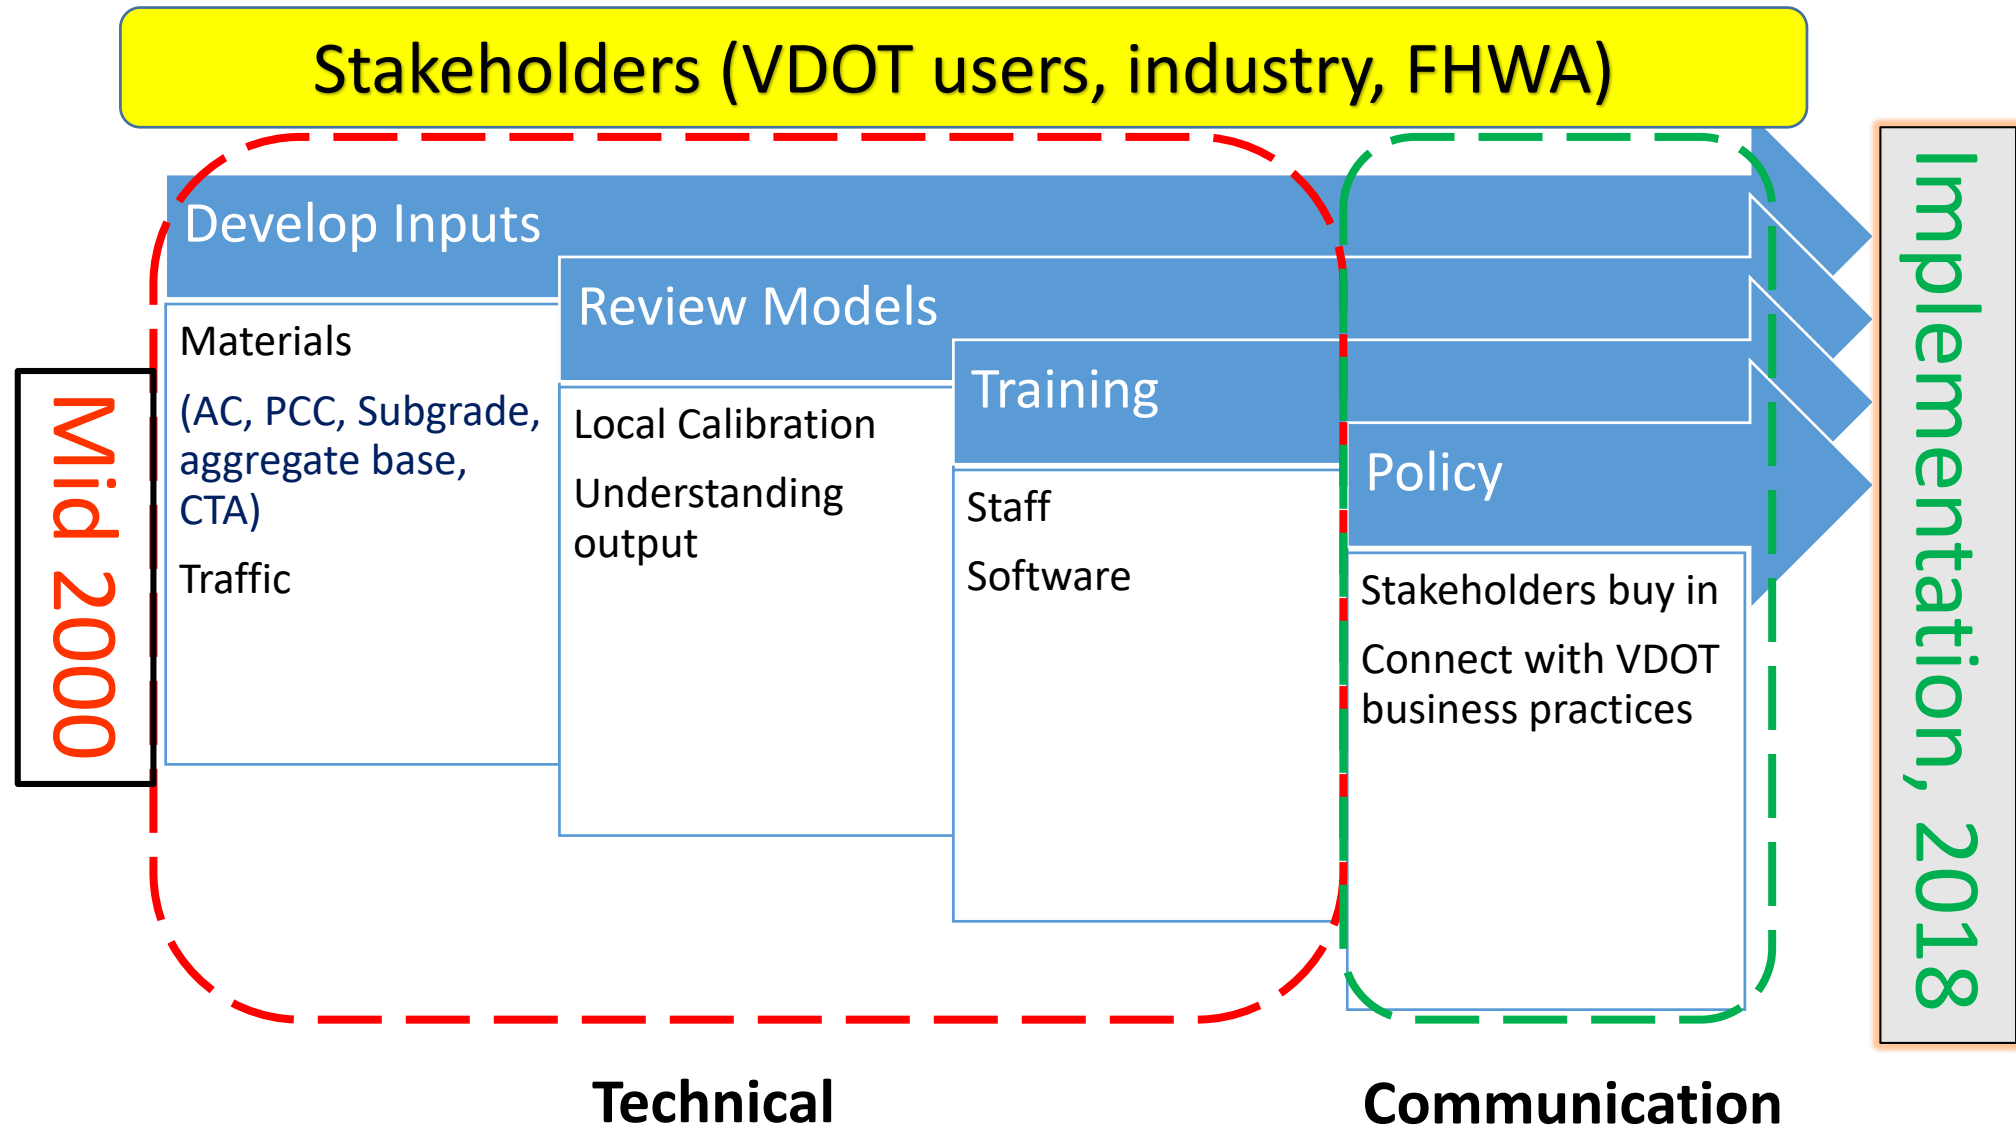 Stakeholders (VDOT users, industry, FHWA)
Mid 2000
Develop Inputs
Materials
(AC, PCC, Subgrade,
aggregate base,
CTA)
Traffic
Review Models
Local Calibration
Understanding
output
Training
Staff
Software
Policy
Stakeholders buy in
Connect with VDOT
business practices
Implementation, 2018
Technical
Communication